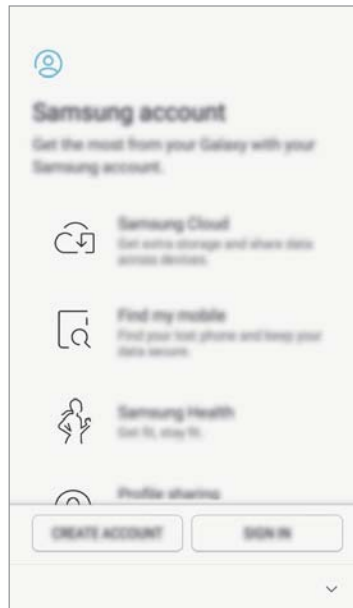 Samsung account
Get the most from your Galaxy with your
Samsung account.
Samsung Cloud
Get extra storage and share data
across devices.
Find my mobile
Find your lost phone and keep your
data secure.
Samsung Health
Get fit, stay fit.
Profile sharing
CREATE ACCOUNT
SIGN IN